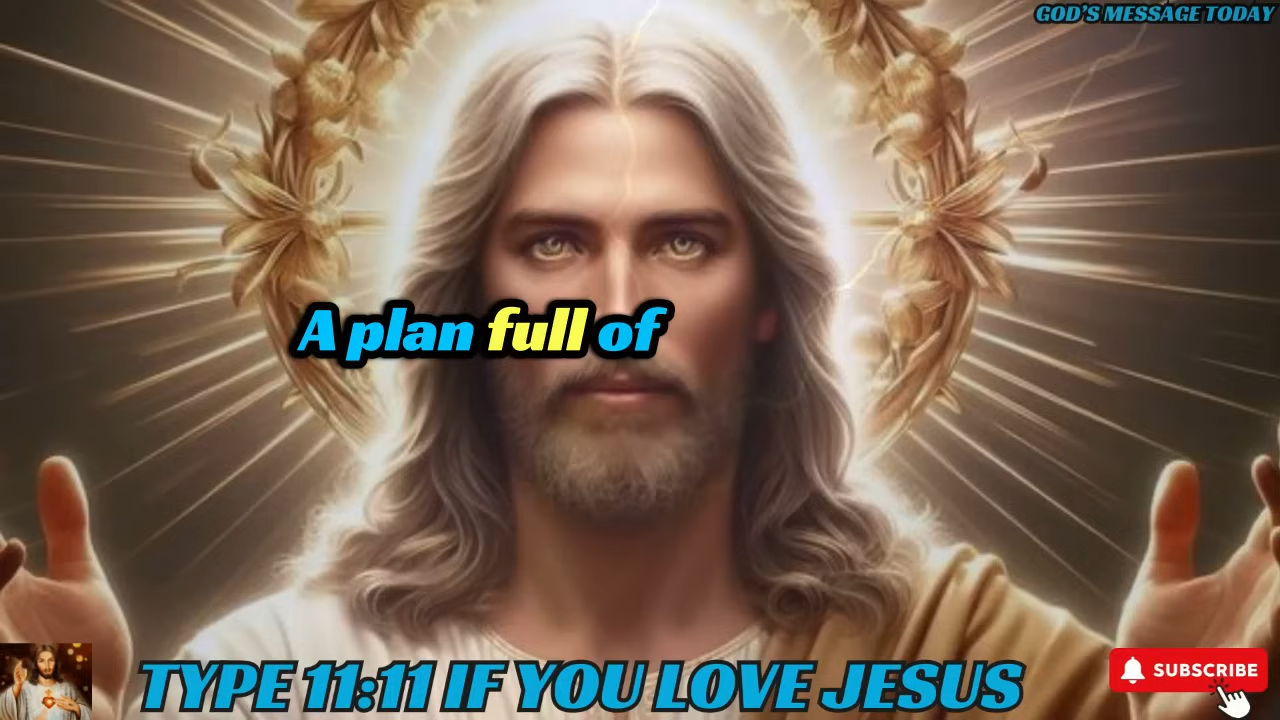 GOD'S MESSAGE TODAY
A plan full of
TYPE 11:11 IF YOU LOVE JESUS
SUBSCRIBE